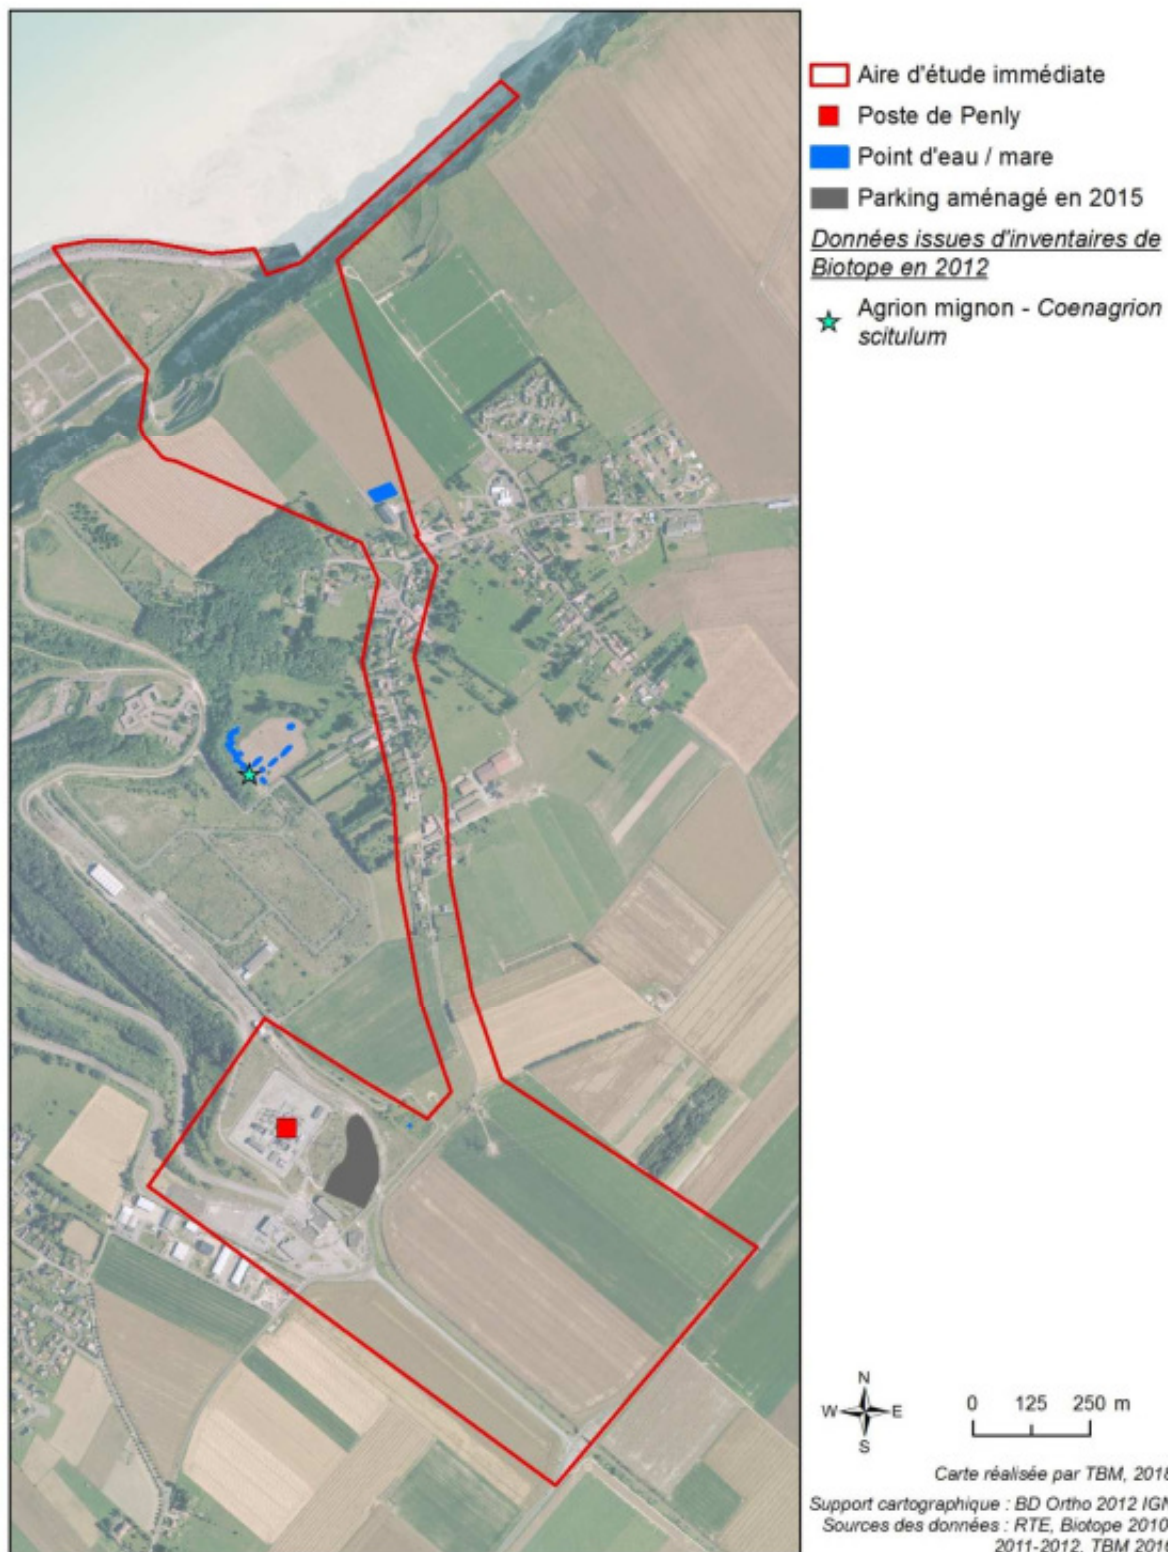 Aire d'étude immédiate
Poste de Penly
Point d'eau / mare
Parking aménagé en 2015
Données issues d'inventaires de
Biotope en 2012
Agrion mignon - Coenagrion
scitulum
N
W E
S
0 125 250 m
Carte réalisée par TBM, 2018
Support cartographique : BD Ortho 2012 IGN
Sources des données : RTE, Biotope 2010
2011-2012, TBM 2016